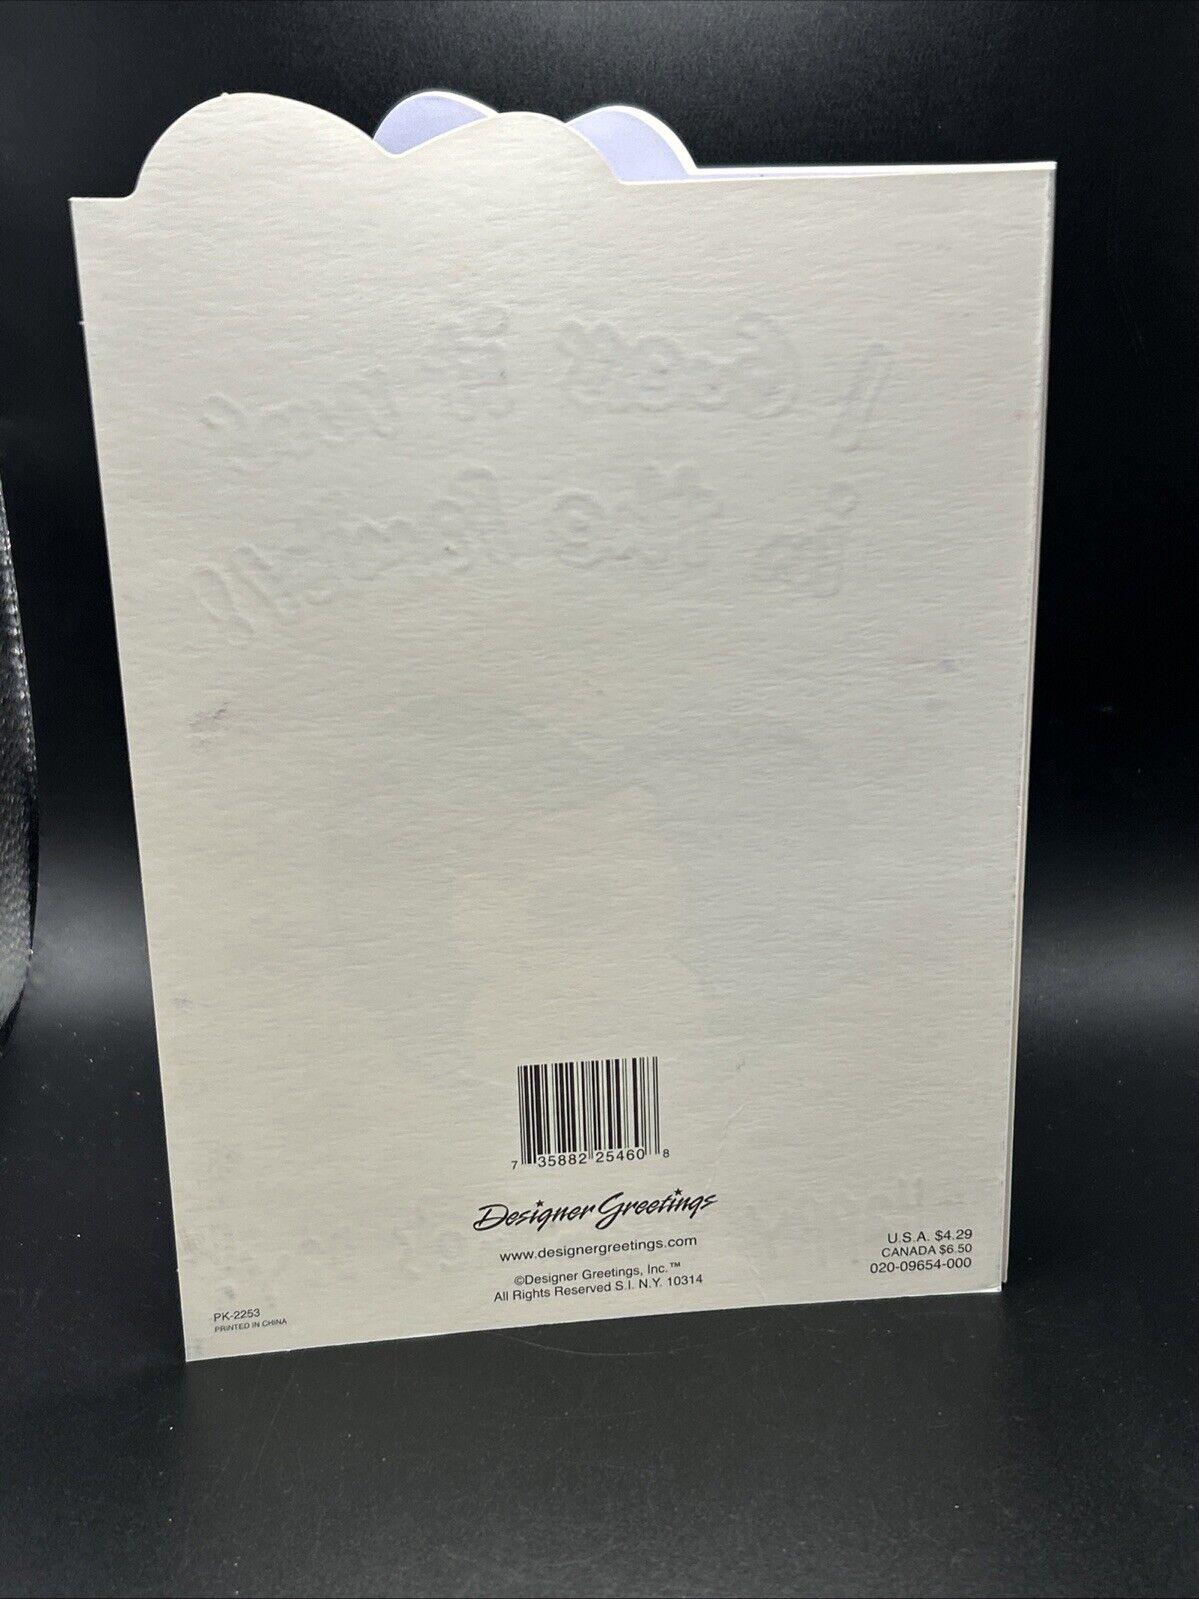 7 35882 25460 8
Designer Greetings
www.designergreetings.com
©Designer Greetings, Inc.™
All Rights Reserved S.I. N.Y. 10314
U.S.A. $4.29
CANADA $6.50
020-09654-000
PK-2253
PRINTED IN CHINA